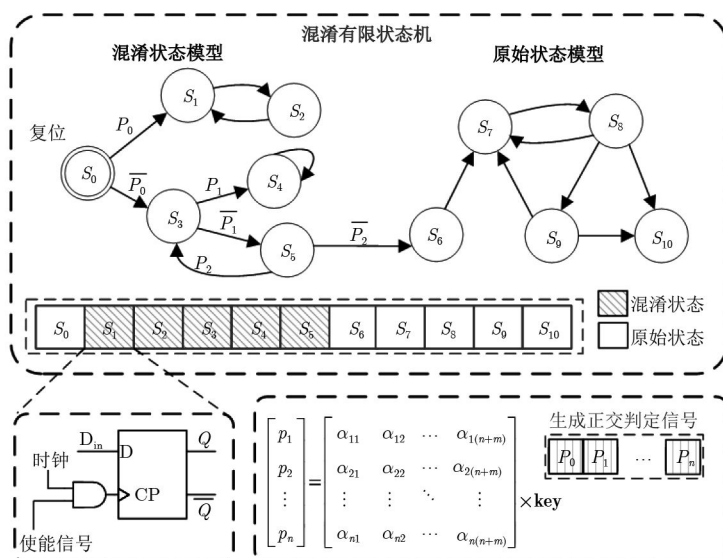 混淆有限状态机
混淆状态模型
原始状态模型
复位
P₀
S₀
S₁
S₂
S₇
S₈
P̅₀
S₃
P₁
S₄
P̅₁
S₅
P₂
P̅₂
S₆
S₉
S₁₀
S₀ S₁ S₂ S₃ S₄ S₅ S₆ S₇ S₈ S₉ S₁₀
混淆状态
原始状态
Dᵢₙ
D
Q
时钟
CP
Q̅
使能信号
生成正交判定信号
P₀ P₁ … Pₙ
p₁ α₁₁ α₁₂ ⋯ α₁₍ₙ₊ₘ₎
p₂ = α₂₁ α₂₂ ⋯ α₂₍ₙ₊ₘ₎
⋮ ⋮ ⋮ ⋱ ⋮ ×key
pₙ αₙ₁ αₙ₂ ⋯ αₙ₍ₙ₊ₘ₎